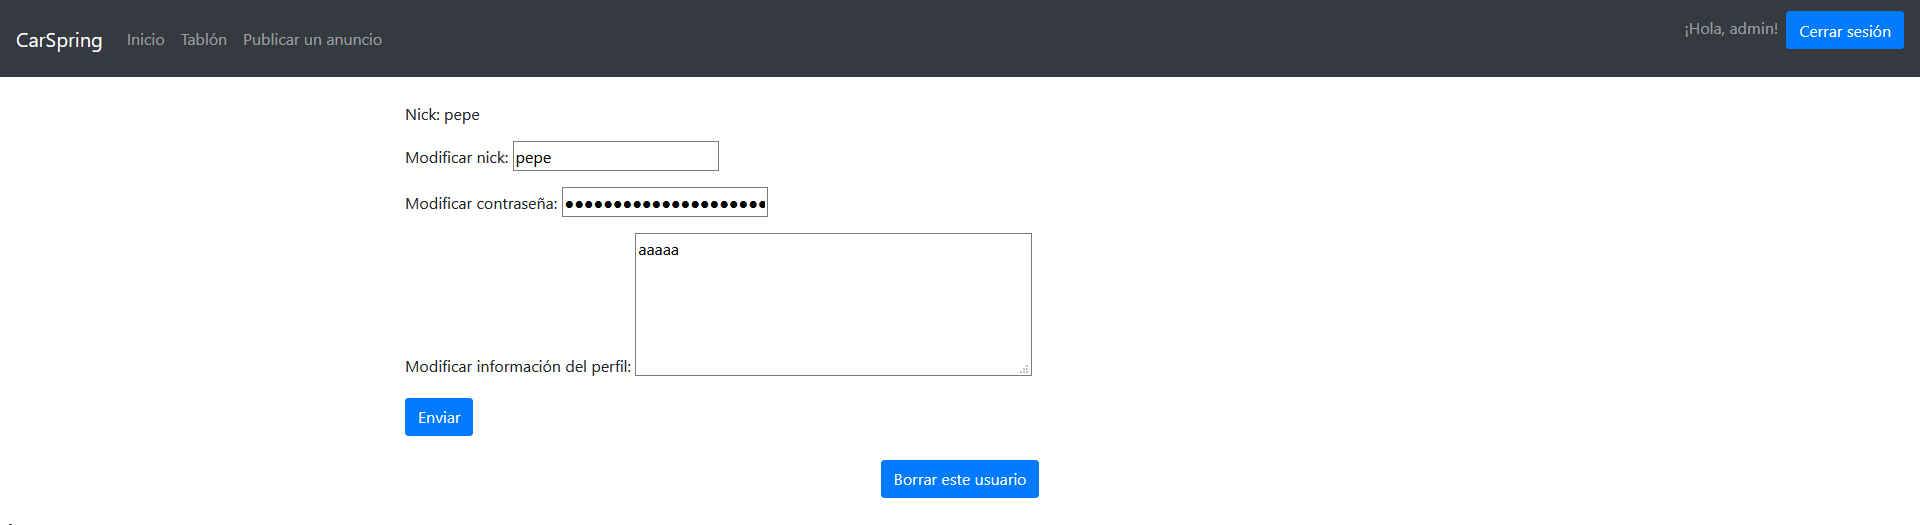 CarSpring Inicio Tablón Publicar un anuncio ¡Hola, admin! Cerrar sesión
Nick: pepe
Modificar nick: pepe
Modificar contraseña: ●●●●●●●●●●●●●●●●●●●●●
Modificar información del perfil: aaaaa
Enviar
Borrar este usuario